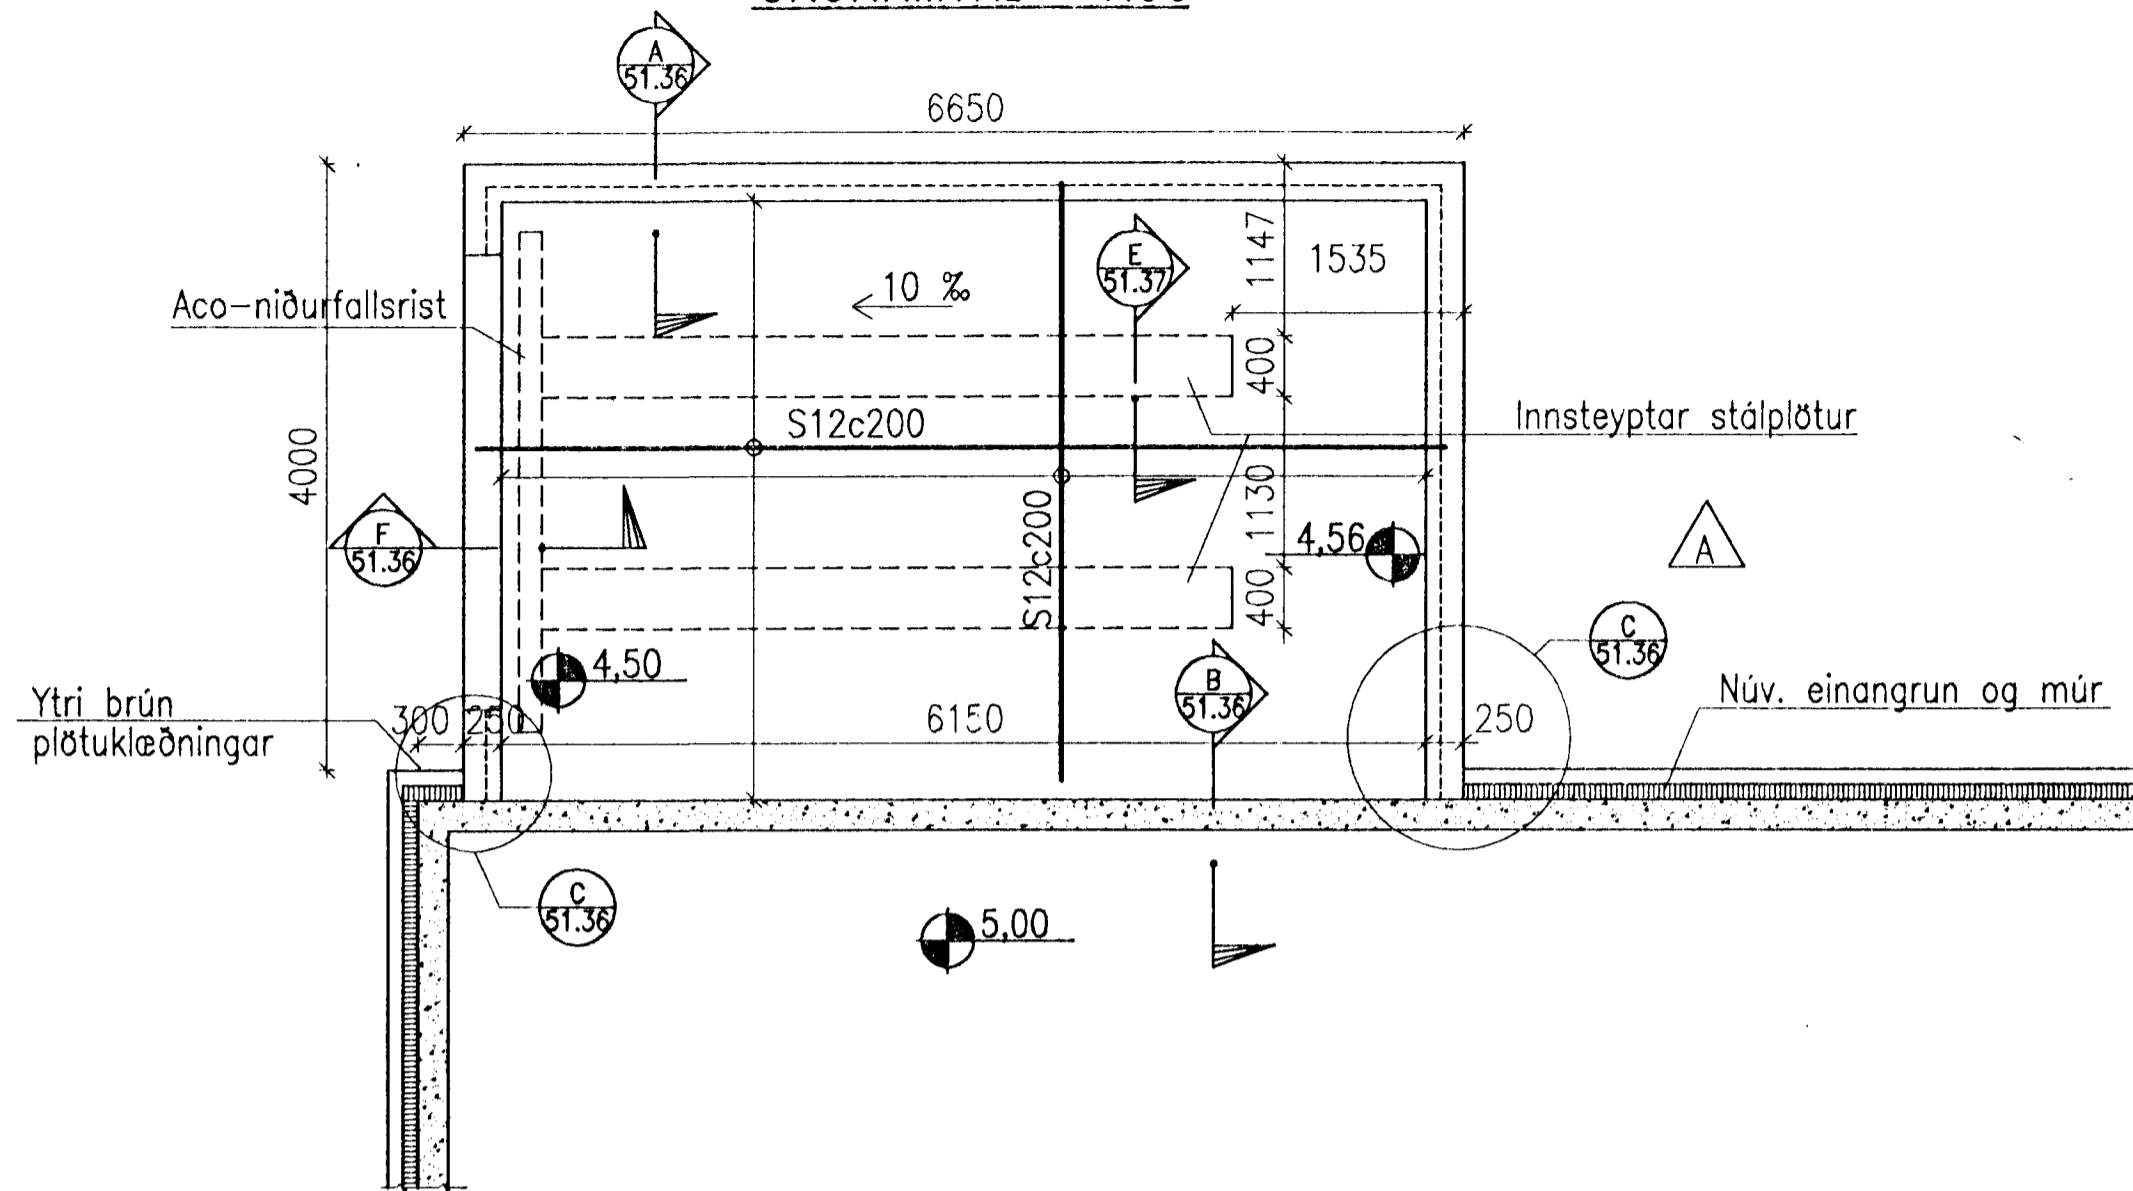 A
51.36
6650
1147
1535
E
51.37
10 ‰
Aco-niðurfallsrist
400
S12c200
Innsteyptar stálplötur
4000
1130
S12c200
4,56
F
51.36
A
400
C
51.36
4,50
B
51.36
Ytri brún
plötuklæðningar
300
250
6150
250
Núv. einangrun og múr
C
51.36
5,00